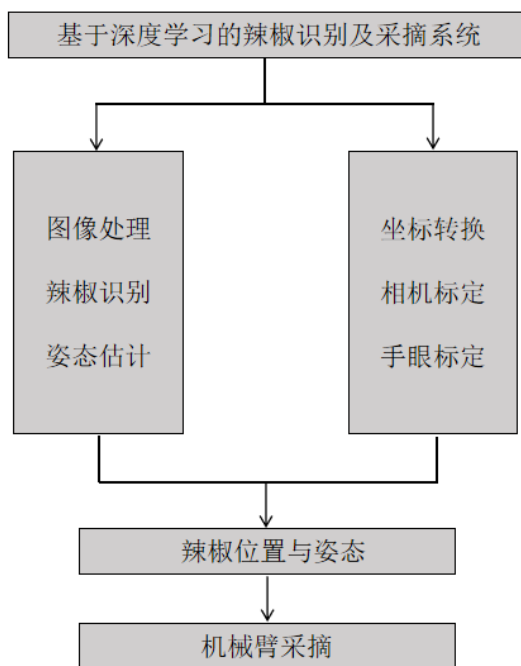 基于深度学习的辣椒识别及采摘系统
图像处理
辣椒识别
姿态估计
坐标转换
相机标定
手眼标定
辣椒位置与姿态
机械臂采摘